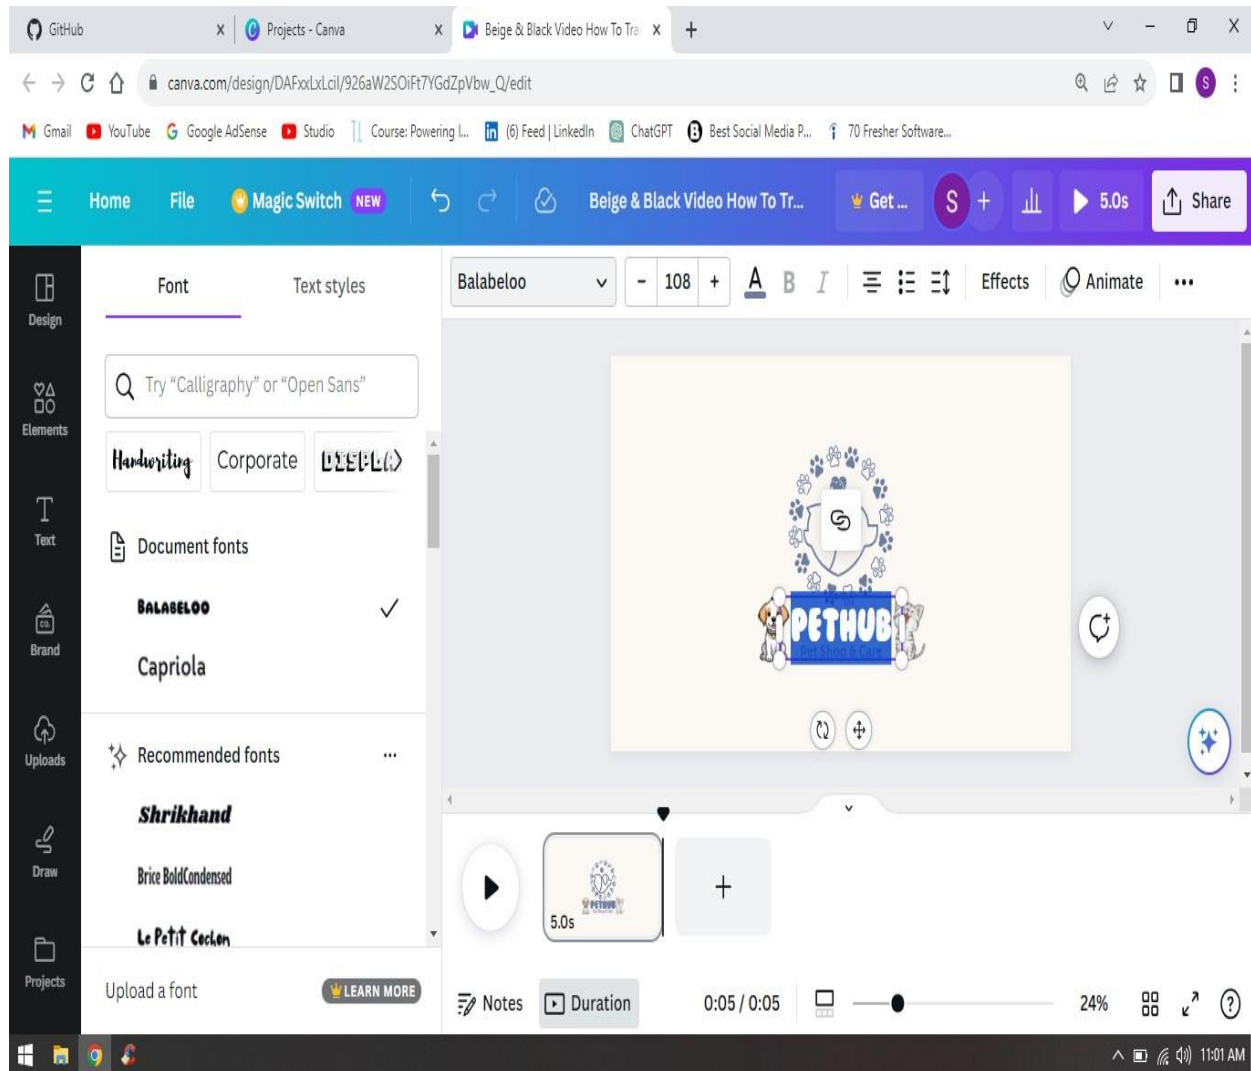 GitHub
Projects - Canva
Beige & Black Video How To Tra
canva.com/design/DAFxxLxLciI/926aW2SOiFt7YGdZpVbw_Q/edit
S
Gmail YouTube Google AdSense Studio Course: Powering I... (6) Feed | LinkedIn ChatGPT Best Social Media P... 70 Fresher Software...
Home File Magic Switch NEW Beige & Black Video How To Tr... Get ... S + 5.0s Share
Font Text styles
Balabeloo - 108 + A B I Effects Animate ...
Design
Try "Calligraphy" or "Open Sans"
Elements
Handwriting Corporate DISPLA
Text
Document fonts
BALABELOO
Brand
CO.
Capriola
PETHUB
Pet Shop & Care
Uploads
Recommended fonts ...
Shrikhand
Draw
Brice BoldCondensed
Le Petit Cochon
PETHUB
5.0s
Projects
Upload a font LEARN MORE
Notes Duration 0:05 / 0:05 24% ?
11:01 AM